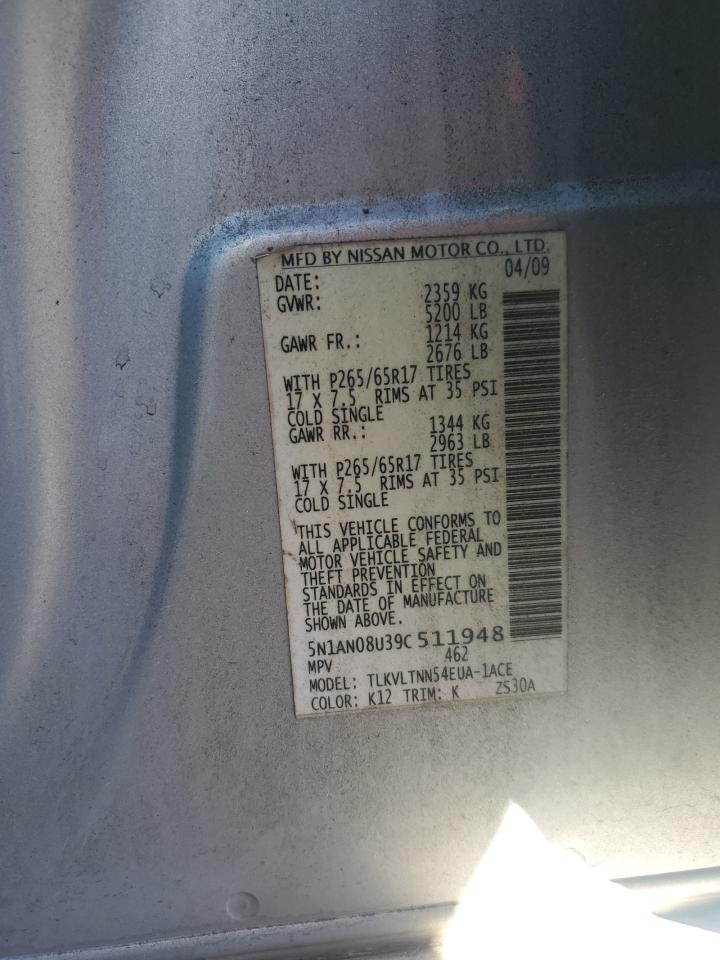 MFD BY NISSAN MOTOR CO., LTD.
DATE: 04/09
GVWR: 2359 KG
5200 LB
GAWR FR.: 1214 KG
2676 LB
WITH P265/65R17 TIRES
17 X 7.5 RIMS AT 35 PSI
COLD SINGLE
GAWR RR.: 1344 KG
2963 LB
WITH P265/65R17 TIRES
17 X 7.5 RIMS AT 35 PSI
COLD SINGLE
THIS VEHICLE CONFORMS TO
ALL APPLICABLE FEDERAL
MOTOR VEHICLE SAFETY AND
THEFT PREVENTION
STANDARDS IN EFFECT ON
THE DATE OF MANUFACTURE
SHOWN ABOVE.
5N1AN08U39C511948
MPV 462
MODEL: TLKVLTNN54EUA-1ACE
COLOR: K12 TRIM: K ZS30A